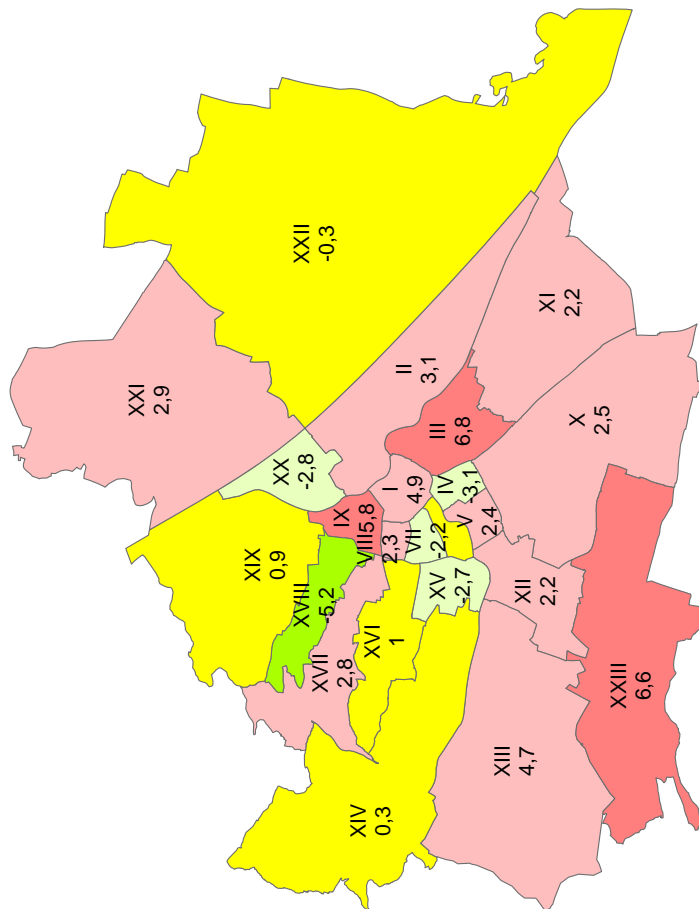 XXI
2,9
XIX
0,9
XXII
-0,3
XX
-2,8
XVIII
-5,2
XVII
2,8
IX
5,8
VIII
2,3
XIV
0,3
XVI
1
I
4,9
II
3,1
VII
-2,2
XV
-2,7
IV
-3,1
III
6,8
V
2,4
XIII
4,7
XII
2,2
XI
2,2
X
2,5
XXIII
6,6